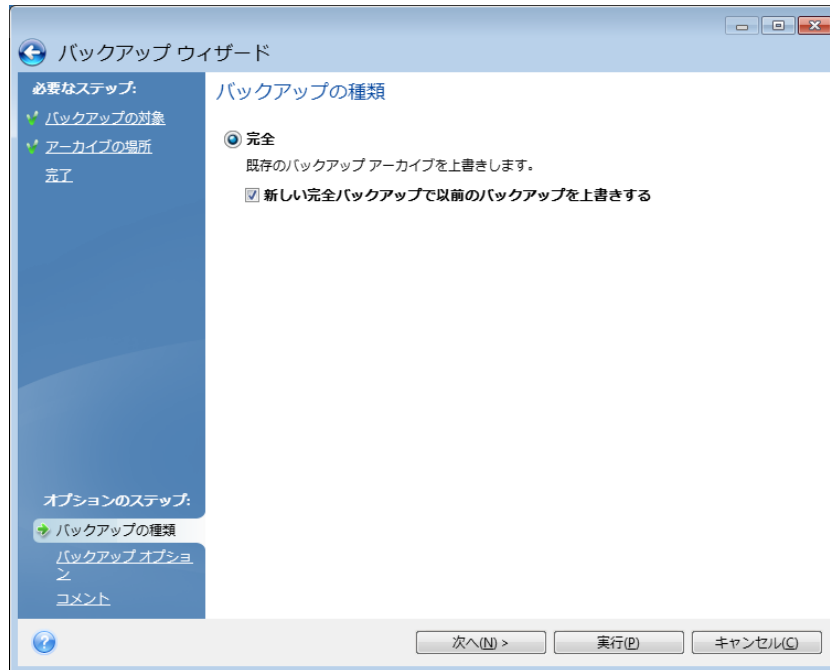 バックアップ ウィザード
必要なステップ:
バックアップの対象
アーカイブの場所
完了
バックアップの種類
完全
既存のバックアップ アーカイブを上書きします。
新しい完全バックアップで以前のバックアップを上書きする
オプションのステップ:
バックアップの種類
バックアップ オプショ
ン
コメント
次へ(N) >
実行(P)
キャンセル(C)